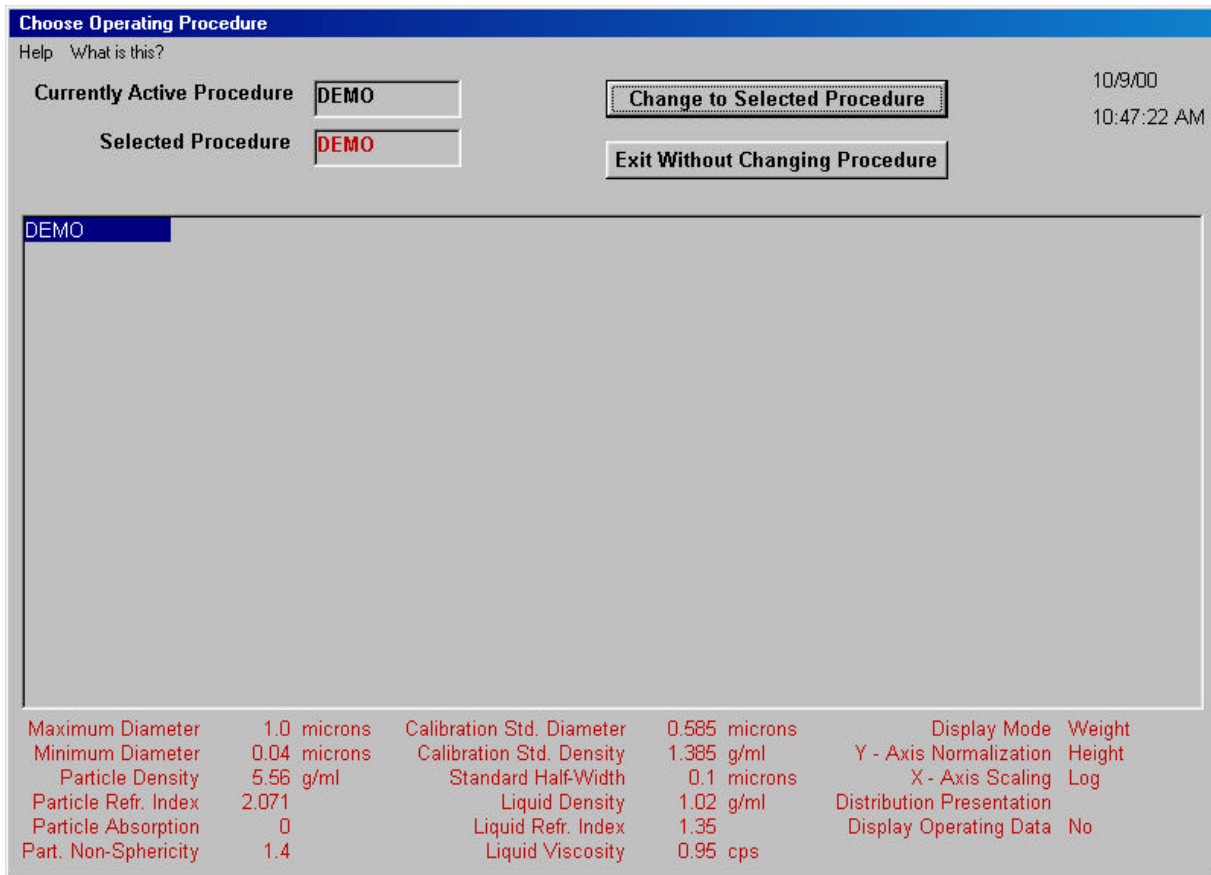 Choose Operating Procedure
Help What is this?
Currently Active Procedure DEMO
Change to Selected Procedure
10/9/00
10:47:22 AM
Selected Procedure DEMO
Exit Without Changing Procedure
DEMO
Maximum Diameter 1.0 microns Calibration Std. Diameter 0.585 microns Display Mode Weight
Minimum Diameter 0.04 microns Calibration Std. Density 1.385 g/ml Y - Axis Normalization Height
Particle Density 5.56 g/ml Standard Half-Width 0.1 microns X - Axis Scaling Log
Particle Refr. Index 2.071 Liquid Density 1.02 g/ml Distribution Presentation
Particle Absorption 0 Liquid Refr. Index 1.35 Display Operating Data No
Part. Non-Sphericity 1.4 Liquid Viscosity 0.95 cps